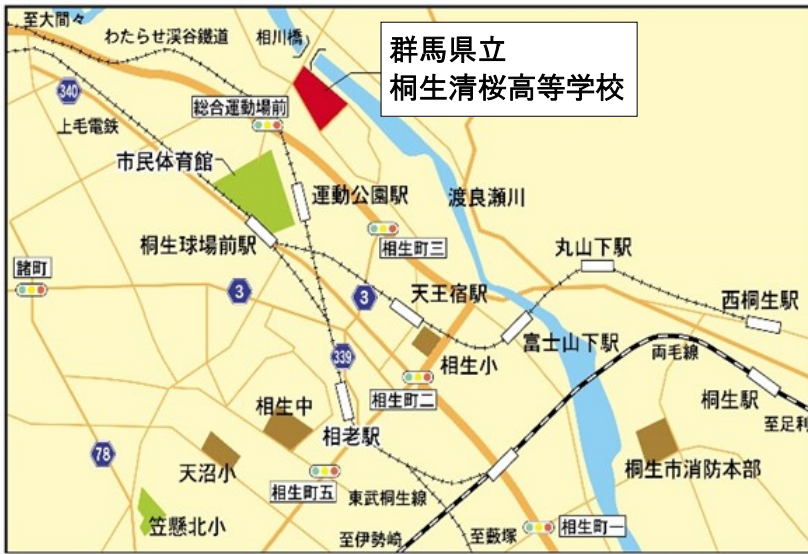 至大間々
わたらせ渓谷鐵道
相川橋
群馬県立
桐生清桜高等学校
340
総合運動場前
上毛電鉄
市民体育館
運動公園駅
渡良瀬川
桐生球場前駅
相生町三
丸山下駅
諸町
3
3
天王宿駅
西桐生駅
富士山下駅
両毛線
339
相生小
相生町二
桐生駅
相生中
至足利
相老駅
78
天沼小
相生町五
桐生市消防本部
東武桐生線
笠懸北小
至伊勢崎
至藪塚
相生町一